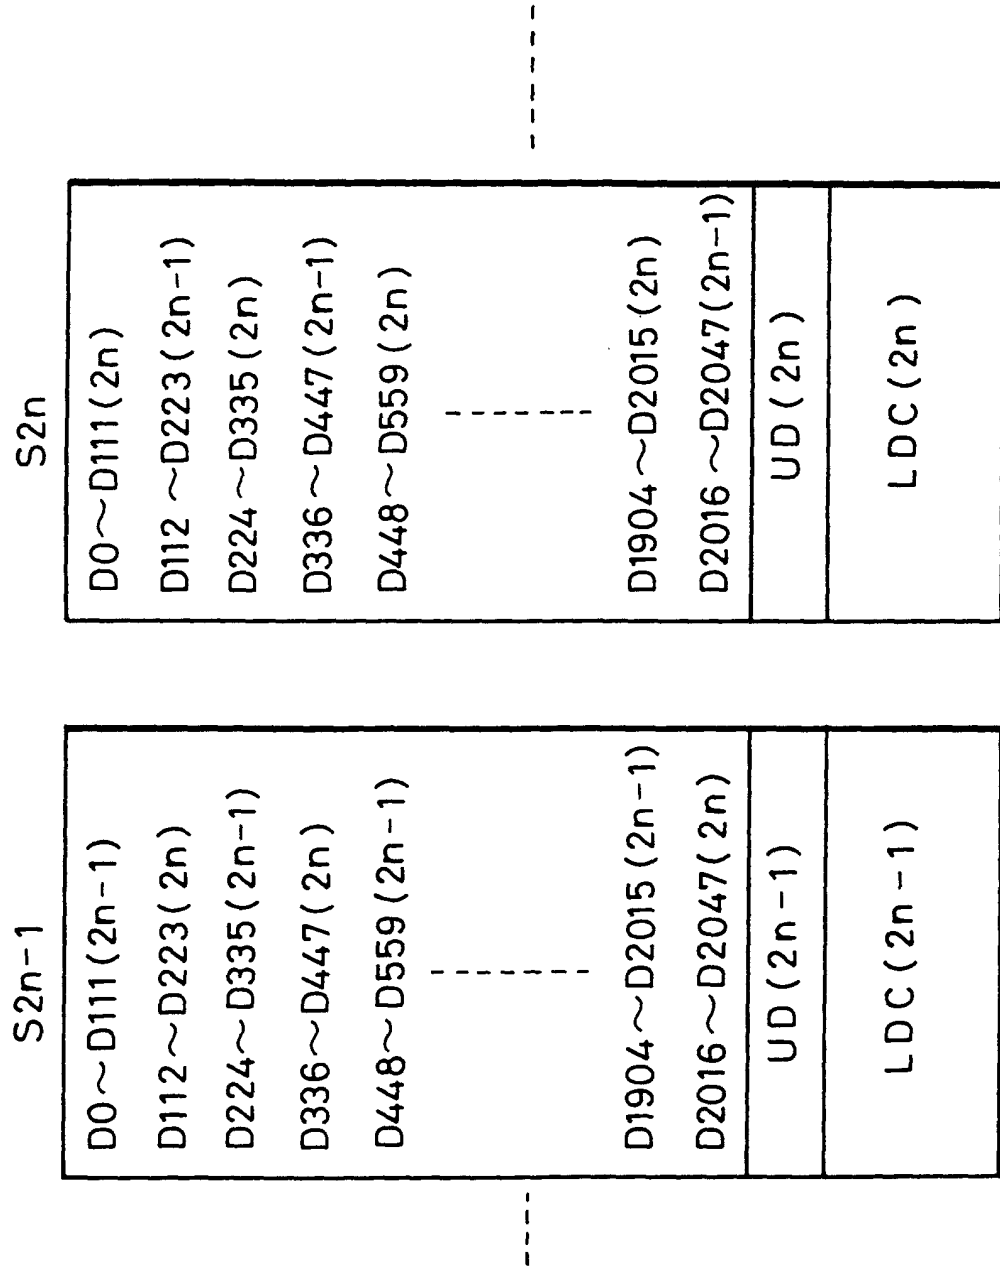 S2n-1
D0~D111(2n-1)
D112~D223(2n)
D224~D335(2n-1)
D336~D447(2n)
D448~D559(2n-1)
D1904~D2015(2n-1)
D2016~D2047(2n)
UD(2n-1)
LDC(2n-1)
S2n
D0~D111(2n)
D112~D223(2n-1)
D224~D335(2n)
D336~D447(2n-1)
D448~D559(2n)
D1904~D2015(2n)
D2016~D2047(2n-1)
UD(2n)
LDC(2n)